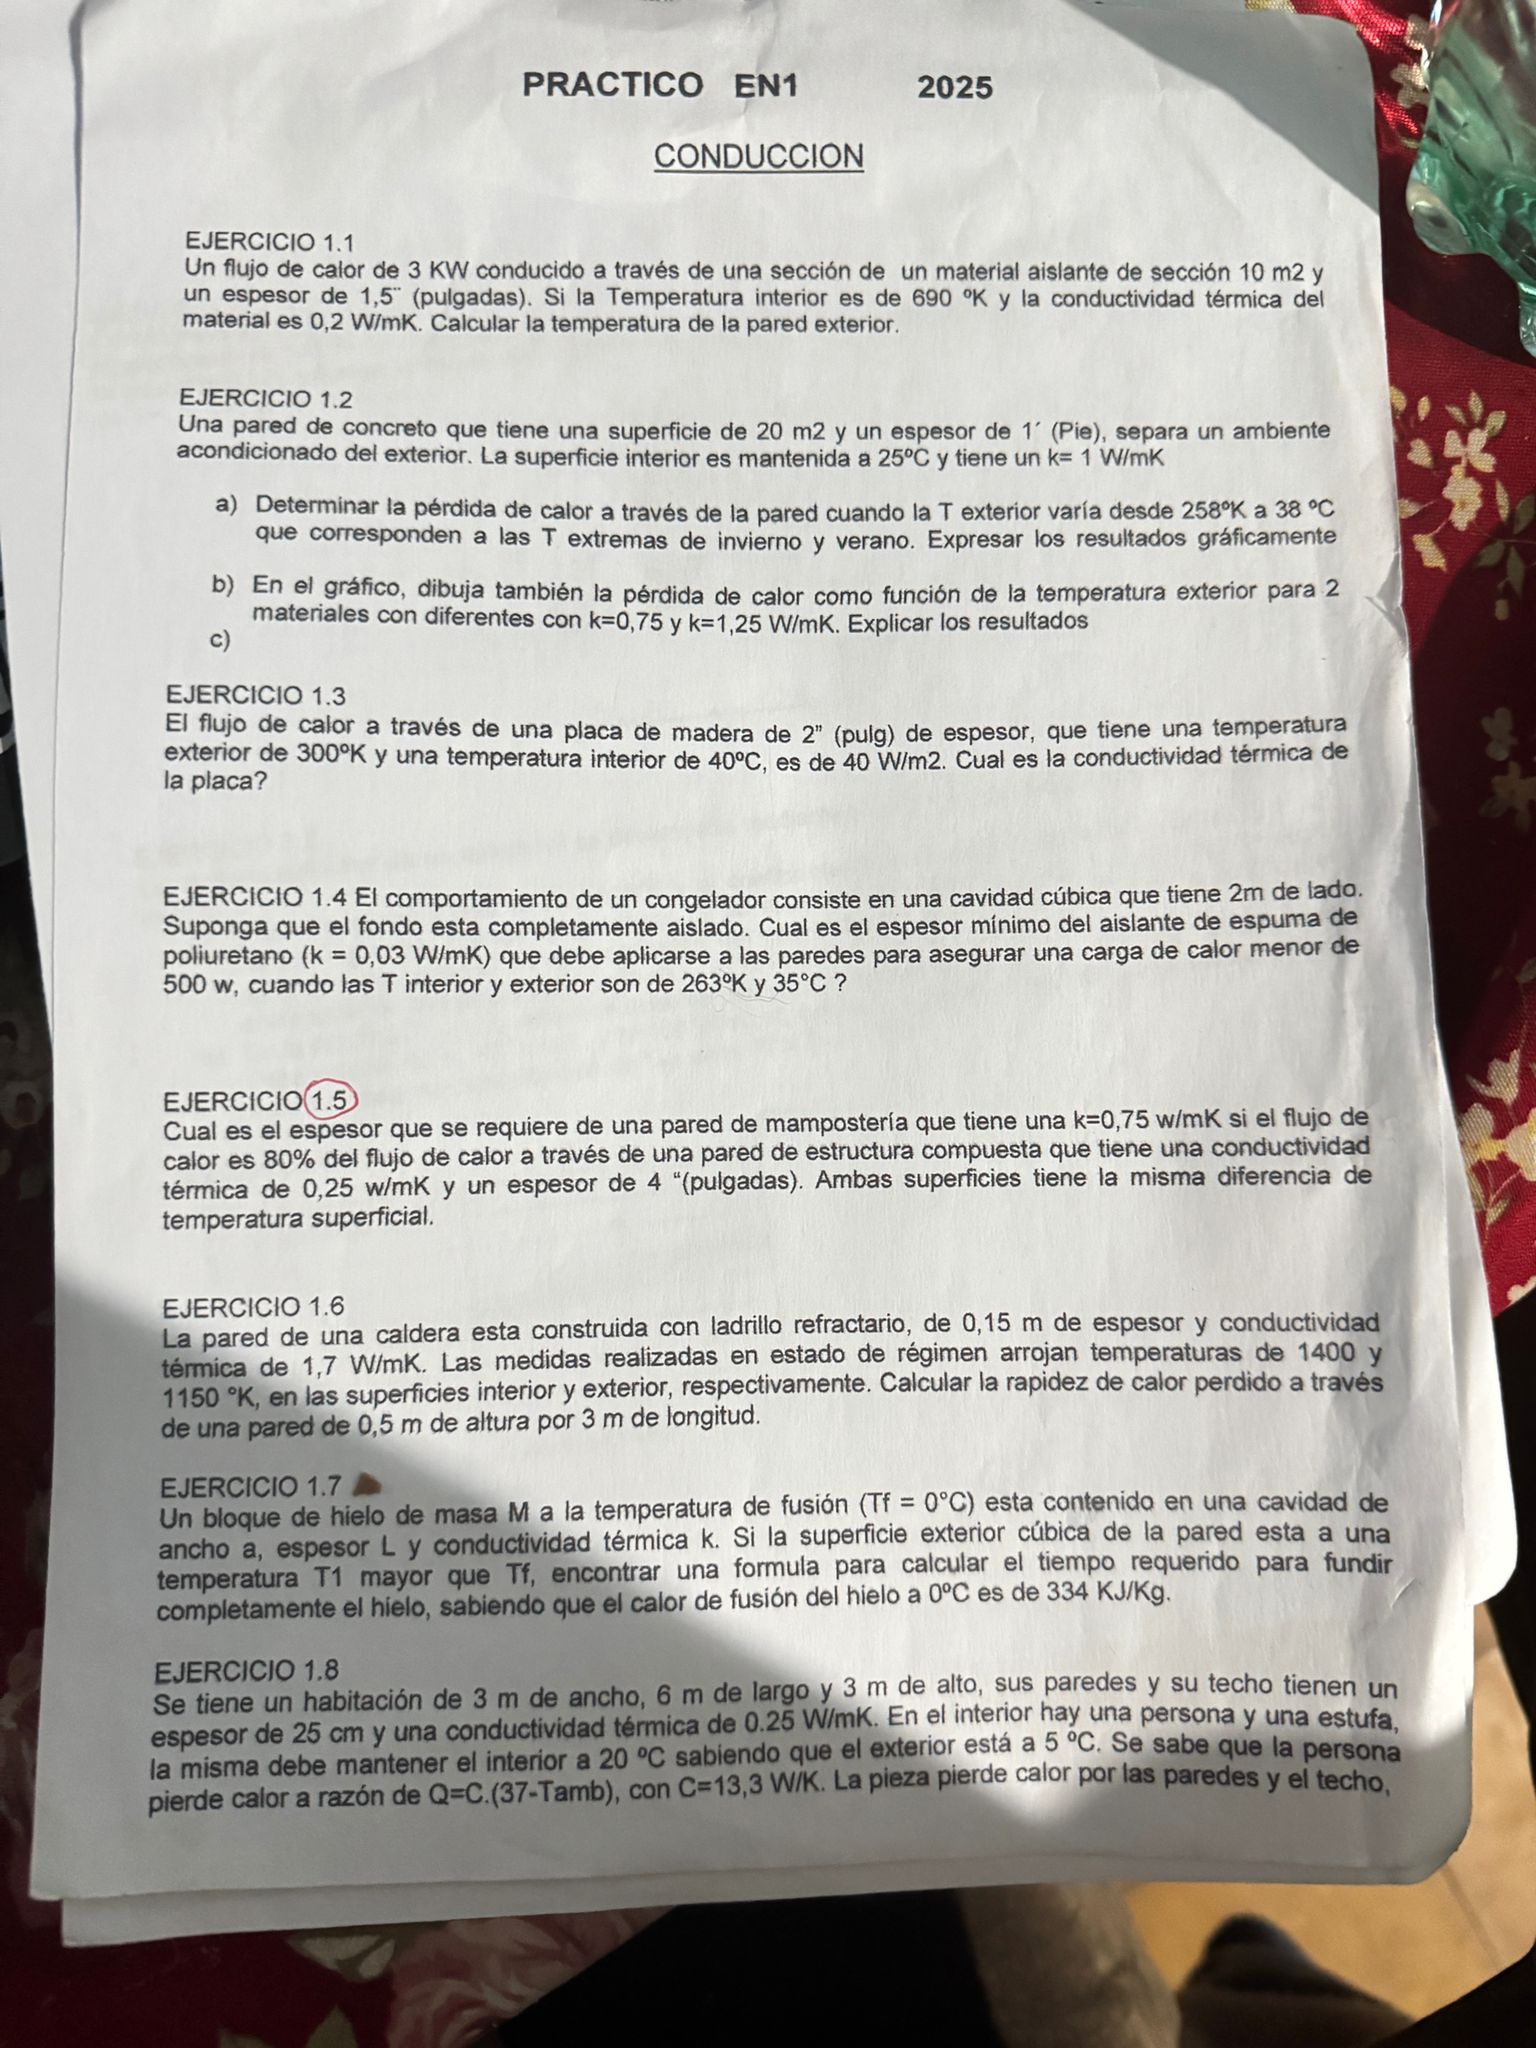 PRACTICO EN1 2025
CONDUCCION
EJERCICIO 1.1
Un flujo de calor de 3 KW conducido a través de una sección de un material aislante de sección 10 m2 y
un espesor de 1,5¨ (pulgadas). Si la Temperatura interior es de 690 ºK y la conductividad térmica del
material es 0,2 W/mK. Calcular la temperatura de la pared exterior.
EJERCICIO 1.2
Una pared de concreto que tiene una superficie de 20 m2 y un espesor de 1´ (Pie), separa un ambiente
acondicionado del exterior. La superficie interior es mantenida a 25ºC y tiene un k= 1 W/mK
a) Determinar la pérdida de calor a través de la pared cuando la T exterior varía desde 258ºK a 38 ºC
que corresponden a las T extremas de invierno y verano. Expresar los resultados gráficamente
b) En el gráfico, dibuja también la pérdida de calor como función de la temperatura exterior para 2
materiales con diferentes con k=0,75 y k=1,25 W/mK. Explicar los resultados
c)
EJERCICIO 1.3
El flujo de calor a través de una placa de madera de 2" (pulg) de espesor, que tiene una temperatura
exterior de 300ºK y una temperatura interior de 40ºC, es de 40 W/m2. Cual es la conductividad térmica de
la placa?
EJERCICIO 1.4 El comportamiento de un congelador consiste en una cavidad cúbica que tiene 2m de lado.
Suponga que el fondo esta completamente aislado. Cual es el espesor mínimo del aislante de espuma de
poliuretano (k = 0,03 W/mK) que debe aplicarse a las paredes para asegurar una carga de calor menor de
500 w, cuando las T interior y exterior son de 263ºK y 35°C ?
EJERCICIO 1.5
Cual es el espesor que se requiere de una pared de mampostería que tiene una k=0,75 w/mK si el flujo de
calor es 80% del flujo de calor a través de una pared de estructura compuesta que tiene una conductividad
térmica de 0,25 w/mK y un espesor de 4 “(pulgadas). Ambas superficies tiene la misma diferencia de
temperatura superficial.
EJERCICIO 1.6
La pared de una caldera esta construida con ladrillo refractario, de 0,15 m de espesor y conductividad
térmica de 1,7 W/mK. Las medidas realizadas en estado de régimen arrojan temperaturas de 1400 y
1150 °K, en las superficies interior y exterior, respectivamente. Calcular la rapidez de calor perdido a través
de una pared de 0,5 m de altura por 3 m de longitud.
EJERCICIO 1.7
Un bloque de hielo de masa M a la temperatura de fusión (Tf = 0°C) esta contenido en una cavidad de
ancho a, espesor L y conductividad térmica k. Si la superficie exterior cúbica de la pared esta a una
temperatura T1 mayor que Tf, encontrar una formula para calcular el tiempo requerido para fundir
completamente el hielo, sabiendo que el calor de fusión del hielo a 0ºC es de 334 KJ/Kg.
EJERCICIO 1.8
Se tiene un habitación de 3 m de ancho, 6 m de largo y 3 m de alto, sus paredes y su techo tienen un
espesor de 25 cm y una conductividad térmica de 0.25 W/mK. En el interior hay una persona y una estufa,
la misma debe mantener el interior a 20 ºC sabiendo que el exterior está a 5 ºC. Se sabe que la persona
pierde calor a razón de Q=C.(37-Tamb), con C=13,3 W/K. La pieza pierde calor por las paredes y el techo,